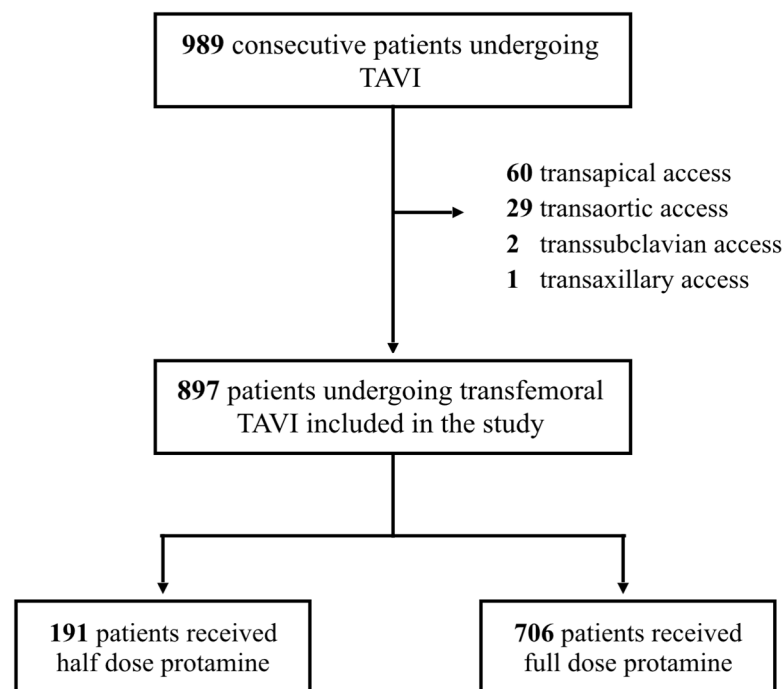 989 consecutive patients undergoing
TAVI
60 transapical access
29 transaortic access
2 transsubclavian access
1 transaxillary access
897 patients undergoing transfemoral
TAVI included in the study
191 patients received
half dose protamine
706 patients received
full dose protamine